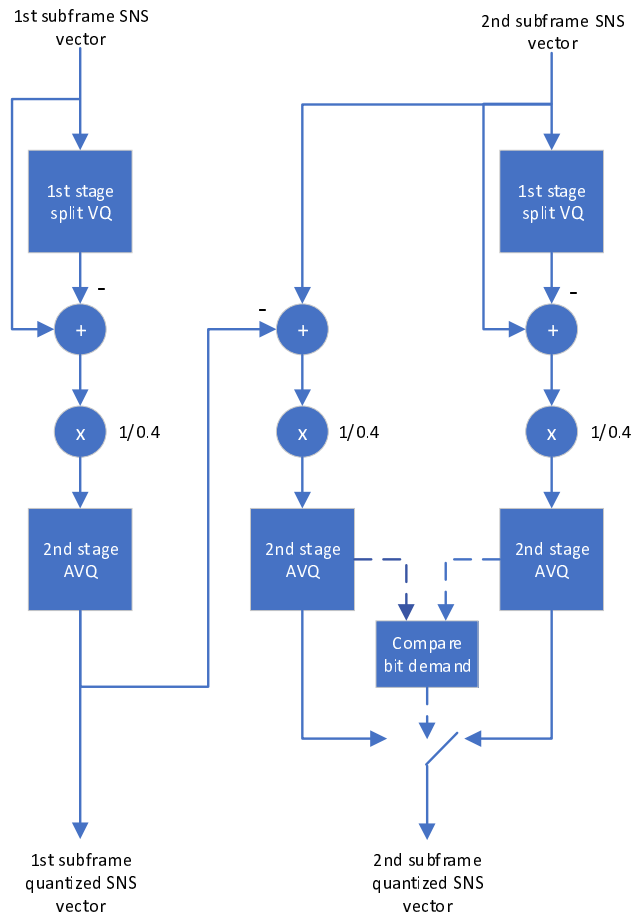 1st subframe SNS
vector
2nd subframe SNS
vector
1st stage
split VQ
1st stage
split VQ
-
-
-
+
+
+
x
1/0.4
x
1/0.4
x
1/0.4
2nd stage
AVQ
2nd stage
AVQ
2nd stage
AVQ
Compare
bit demand
1st subframe
quantized SNS
vector
2nd subframe
quantized SNS
vector